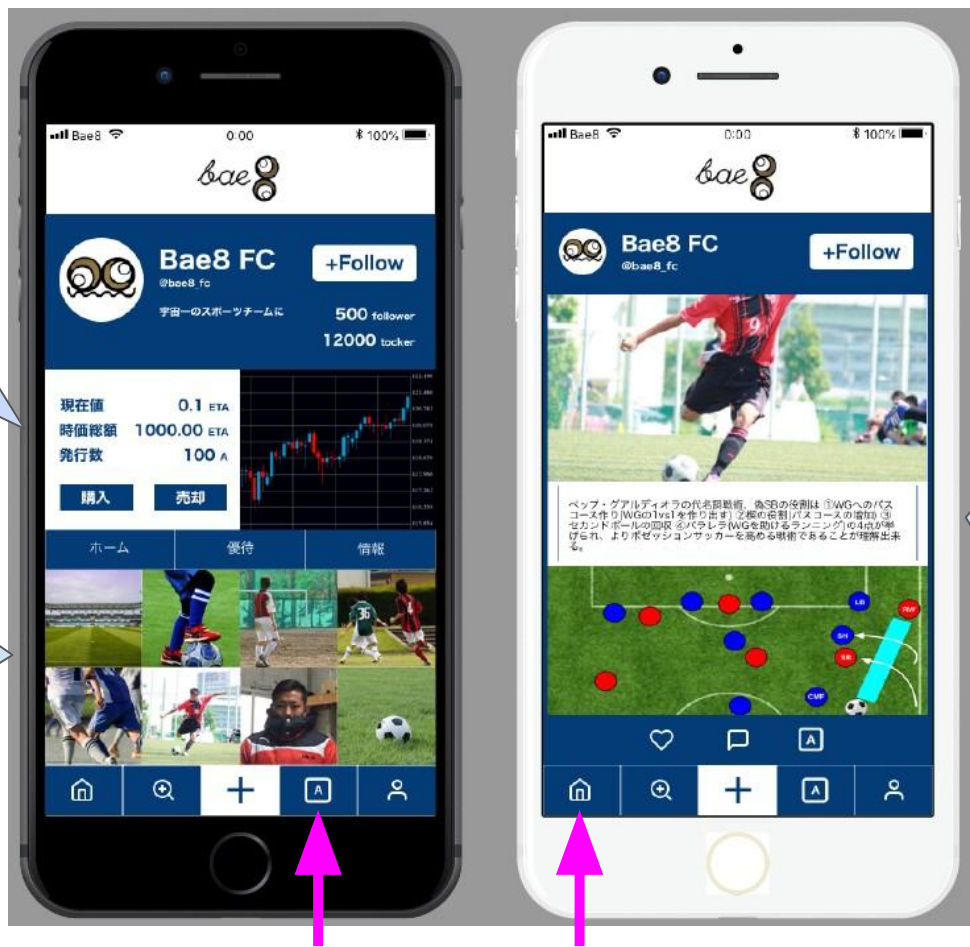 Bae8
0:00
100%
bae8
Bae8 FC
@bae8_fc
宇宙一のスポーツチームに
+Follow
500 follower
12000 tocker
現在値 0.1 ETA
時価総額 1000.00 ETA
発行数 100 A
購入 売却
ホーム 優待 情報
36
A
Bae8
0:00
100%
bae8
Bae8 FC
@bae8_fc
+Follow
9
ペップ・グアルディオラの代名詞戦術、偽SBの役割は ①WGへのパス
コース作り(WGの1vs1を作り出す) ②横の役割(パスコースの増加) ③
セカンドボールの回収 ④パラレラ(WGを助けるランニング)の4点が挙
げられ、よりポゼッションサッカーを高める戦術であることが理解出来
る。
SH
SB
CMF
A
A